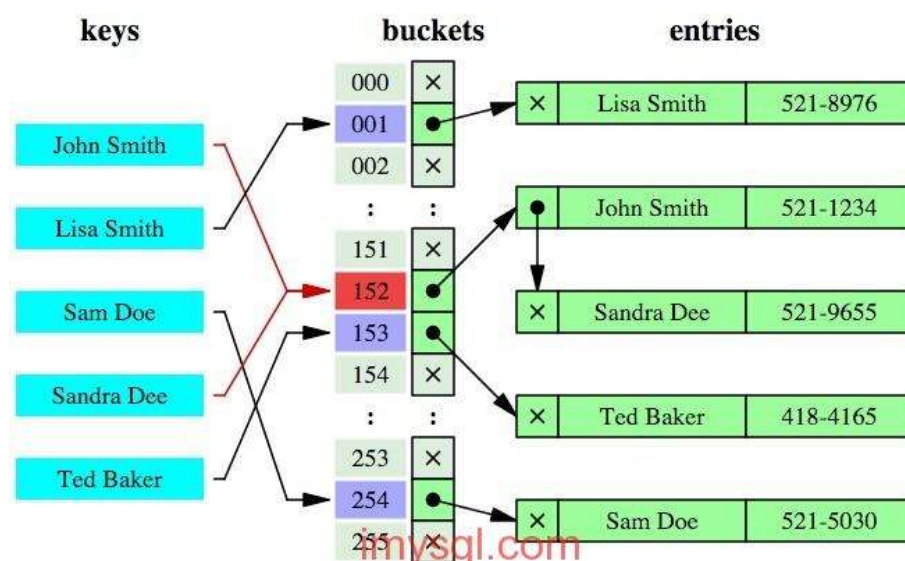 keys buckets entries
000 ×
× Lisa Smith 521-8976
001
John Smith
002 ×
× 
John Smith 521-1234
Lisa Smith
: :
151 ×
152
Sam Doe
× Sandra Dee 521-9655
153
154 ×
Sandra Dee
× Ted Baker 418-4165
: :
253 ×
Ted Baker
254
× Sam Doe 521-5030
255 ×
imysql.com